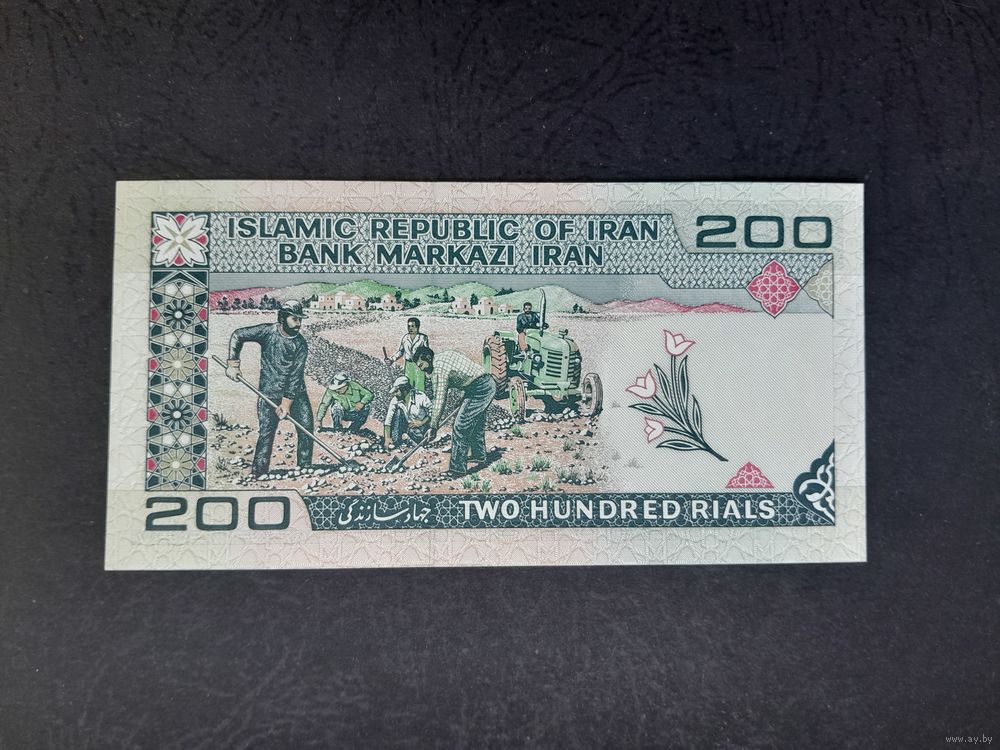 ISLAMIC REPUBLIC OF IRAN
BANK MARKAZI IRAN
200
200
جهاد سازندگی
TWO HUNDRED RIALS
www.ay.by